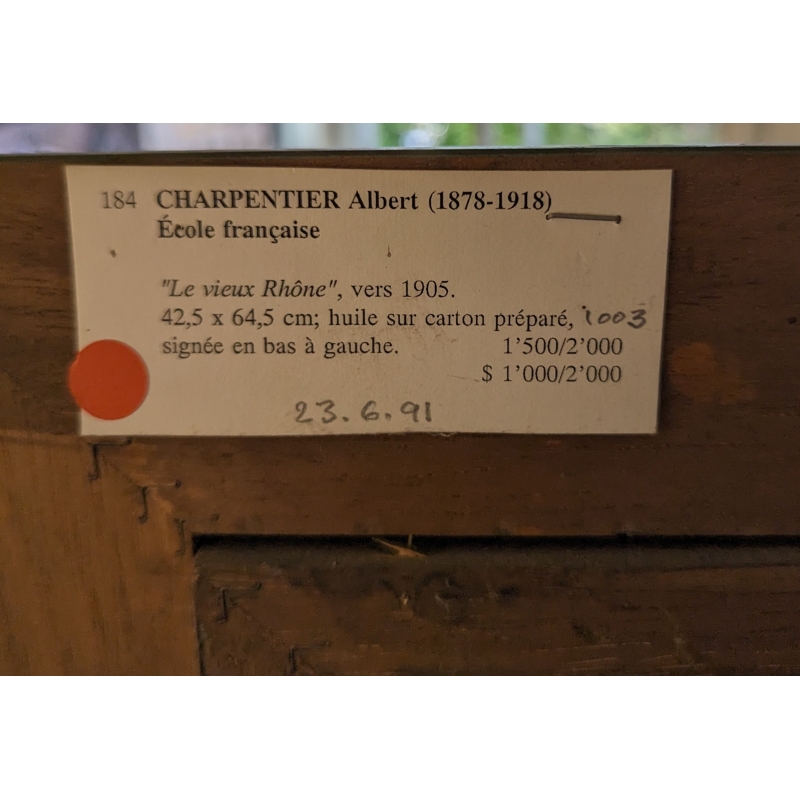 184 CHARPENTIER Albert (1878-1918)
École française
"Le vieux Rhône", vers 1905.
42,5 x 64,5 cm; huile sur carton préparé, 1003
signée en bas à gauche. 1'500/2'000
$ 1'000/2'000
23.6.91